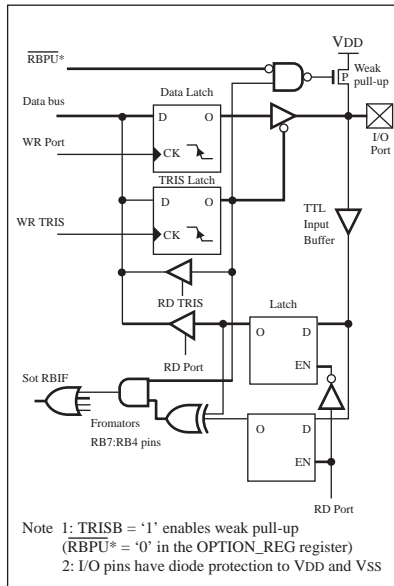 VDD
RBPU*
Weak
pull-up
P
Data Latch
Data bus
D
O
I/O
Port
WR Port
CK
TRIS Latch
D
O
TTL
Input
Buffer
WR TRIS
CK
RD TRIS
Latch
O
D
RD Port
EN
Sot RBIF
Fromators
RB7:RB4 pins
O
D
EN
RD Port
Note 1: TRISB = ‘1’ enables weak pull-up
(RBPU* = ‘0’ in the OPTION_REG register)
2: I/O pins have diode protection to VDD and VSS